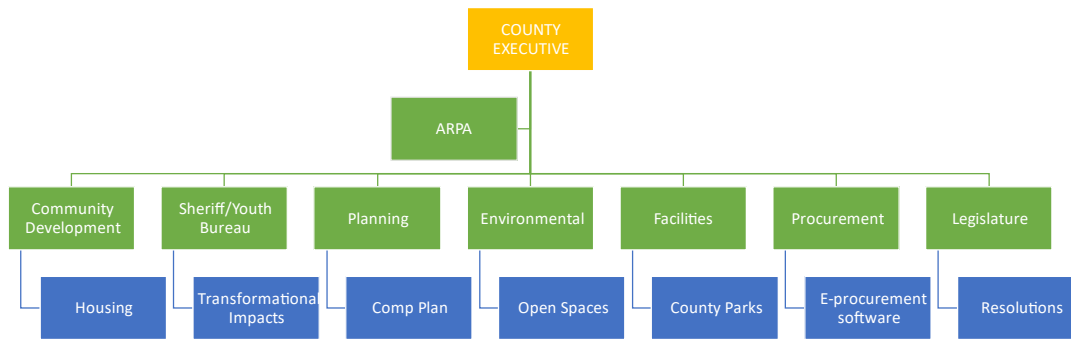 COUNTY
EXECUTIVE
ARPA
Community
Development
Sheriff/Youth
Bureau
Planning
Environmental
Facilities
Procurement
Legislature
Housing
Transformational
Impacts
Comp Plan
Open Spaces
County Parks
E-procurement
software
Resolutions